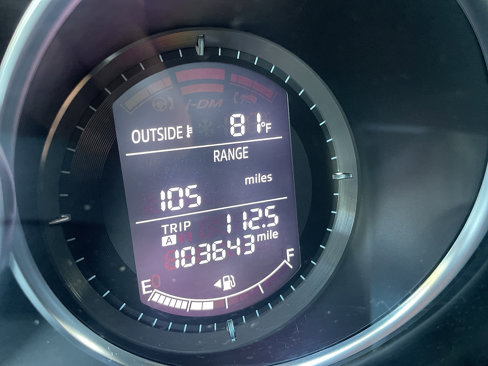 i-DM
OUTSIDE 81°F
RANGE
105 miles
TRIP A 112.5
103643 mile
E F